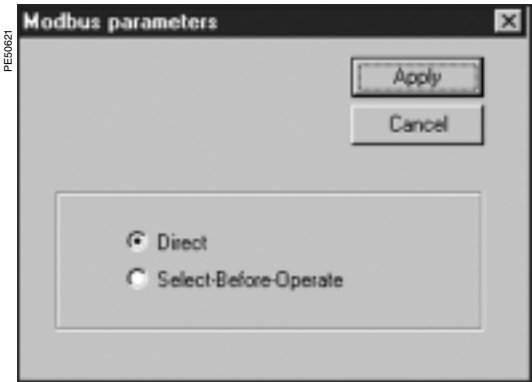 PE50621
Modbus parameters
Apply
Cancel
Direct
Select-Before-Operate